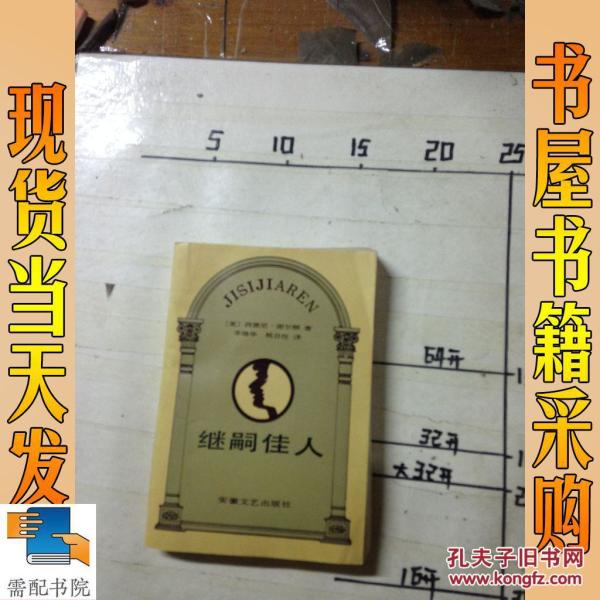 现货当天发
书屋书籍采购
5 10 15 20 25
JISIJIAREN
继嗣佳人
安徽文艺出版社
64开
32开
大32开
16开
需配书院
孔夫子旧书网
www.kongfz.com